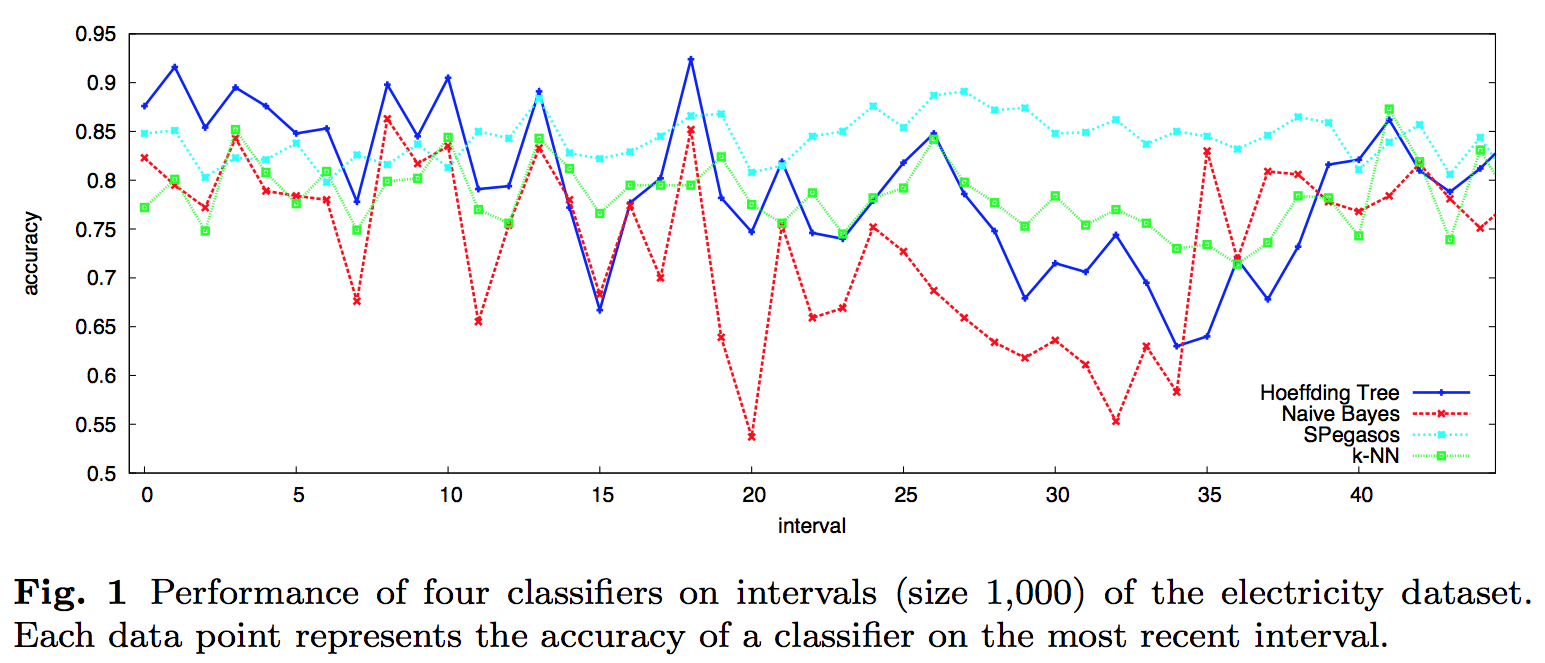 0.95
0.9
0.85
0.8
0.75
0.7
0.65
0.6
0.55
0.5
accuracy
Hoeffding Tree
Naive Bayes
SPegasos
k-NN
0 5 10 15 20 25 30 35 40
interval
Fig. 1 Performance of four classifiers on intervals (size 1,000) of the electricity dataset.
Each data point represents the accuracy of a classifier on the most recent interval.